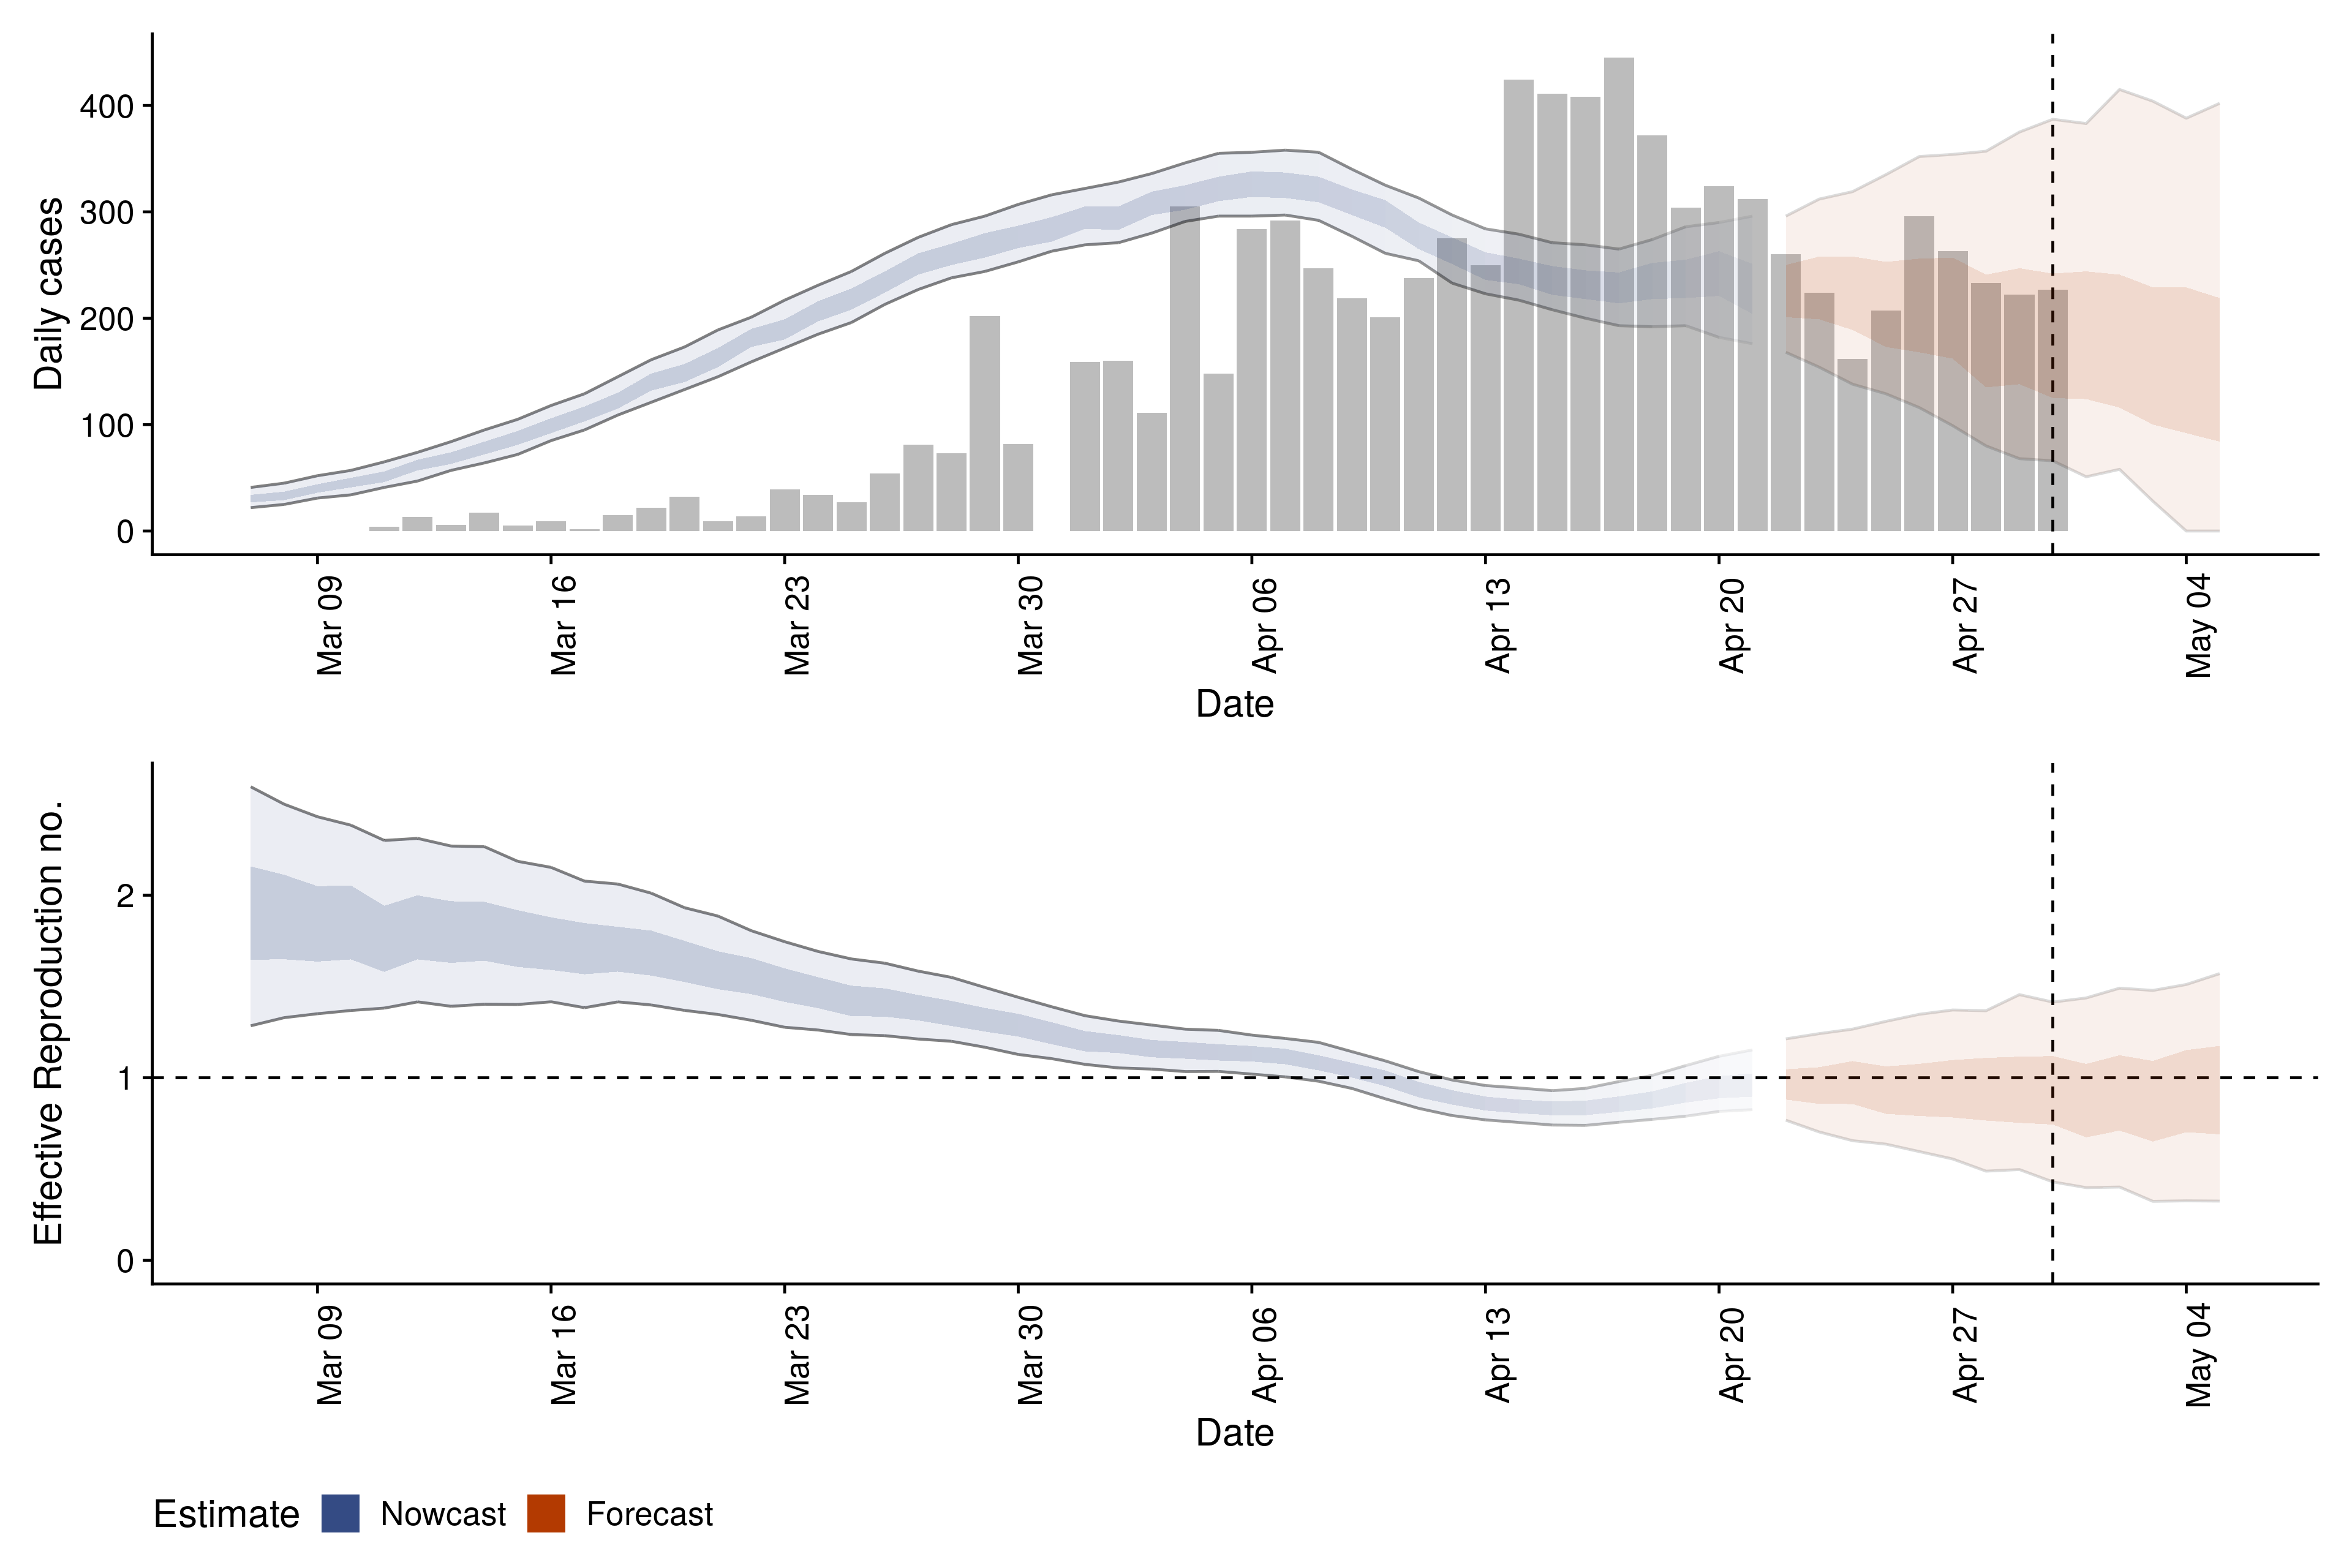 Daily cases
400
300
200
100
0
Mar 09 Mar 16 Mar 23 Mar 30 Apr 06 Apr 13 Apr 20 Apr 27 May 04
Date
Effective Reproduction no.
2
1
0
Mar 09 Mar 16 Mar 23 Mar 30 Apr 06 Apr 13 Apr 20 Apr 27 May 04
Date
Estimate Nowcast Forecast